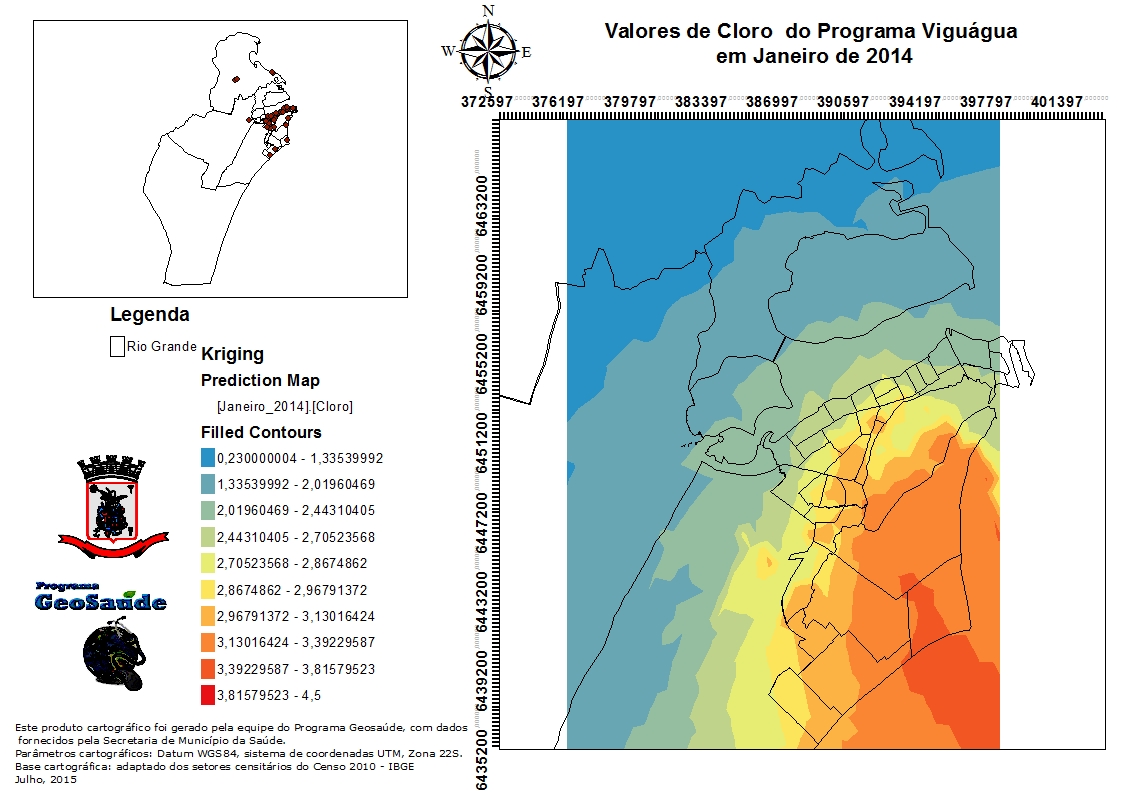 Valores de Cloro do Programa Viguágua
em Janeiro de 2014
N
W E
S
372597 376197 379797 383397 386997 390597 394197 397797 401397
6463200
6459200
6455200
6451200
6447200
6443200
6439200
6435200
Legenda
Rio Grande
Kriging
Prediction Map
[Janeiro_2014].[Cloro]
Filled Contours
0,230000004 - 1,33539992
1,33539992 - 2,01960469
2,01960469 - 2,44310405
2,44310405 - 2,70523568
2,70523568 - 2,8674862
2,8674862 - 2,96791372
2,96791372 - 3,13016424
3,13016424 - 3,39229587
3,39229587 - 3,81579523
3,81579523 - 4,5
Programa
GeoSaúde
Este produto cartográfico foi gerado pela equipe do Programa Geosaúde, com dados
fornecidos pela Secretaria de Município da Saúde.
Parâmetros cartográficos: Datum WGS84, sistema de coordenadas UTM, Zona 22S.
Base cartográfica: adaptado dos setores censitários do Censo 2010 - IBGE
Julho, 2015